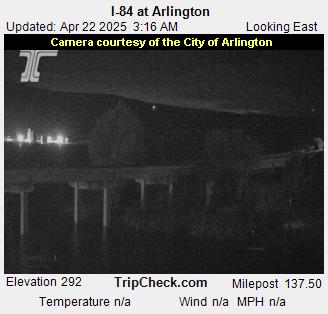 I-84 at Arlington
Updated: Apr 22 2025 3:16 AM Looking East
Camera courtesy of the City of Arlington
Elevation 292 TripCheck.com Milepost 137.50
Temperature n/a Wind n/a MPH n/a